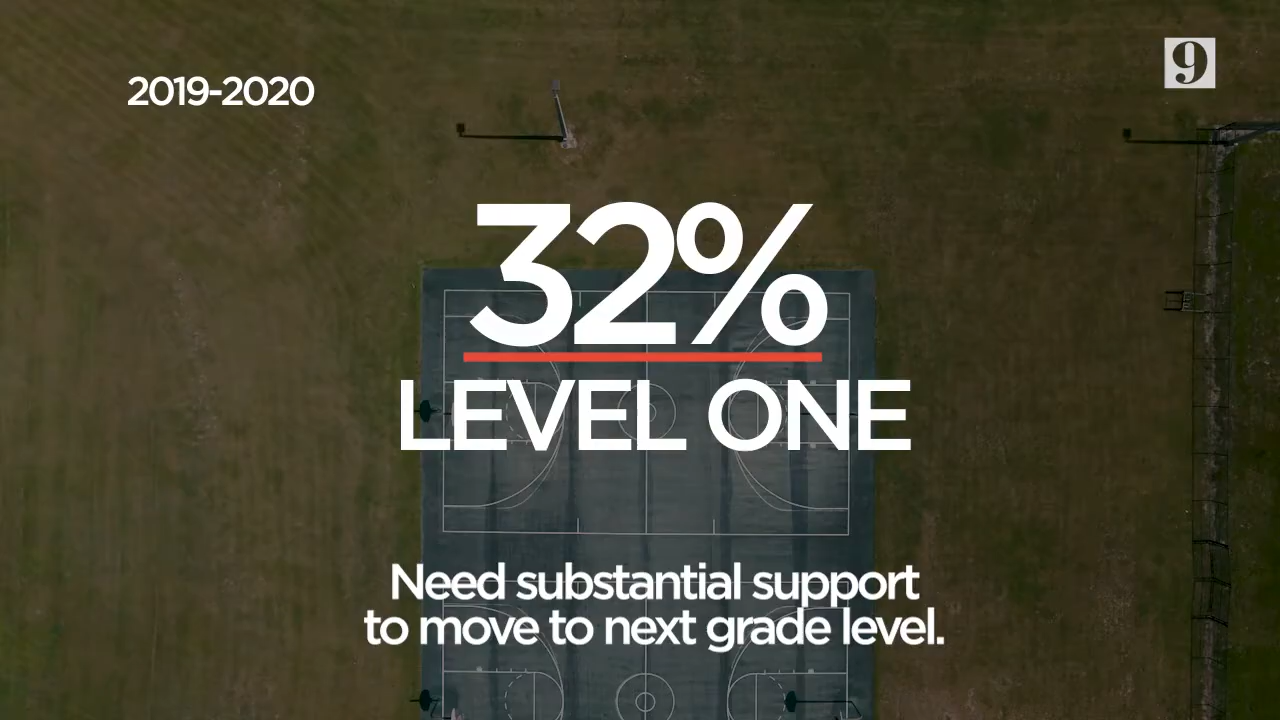 2019-2020
9
32%
LEVEL ONE
Need substantial support
to move to next grade level.